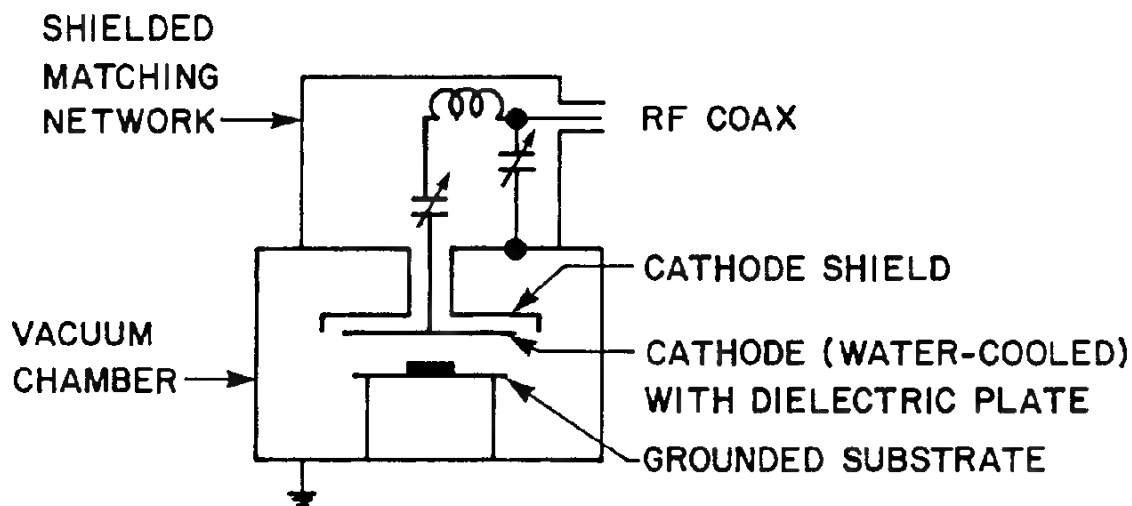 SHIELDED
MATCHING
NETWORK
RF COAX
CATHODE SHIELD
VACUUM
CHAMBER
CATHODE (WATER-COOLED)
WITH DIELECTRIC PLATE
GROUNDED SUBSTRATE